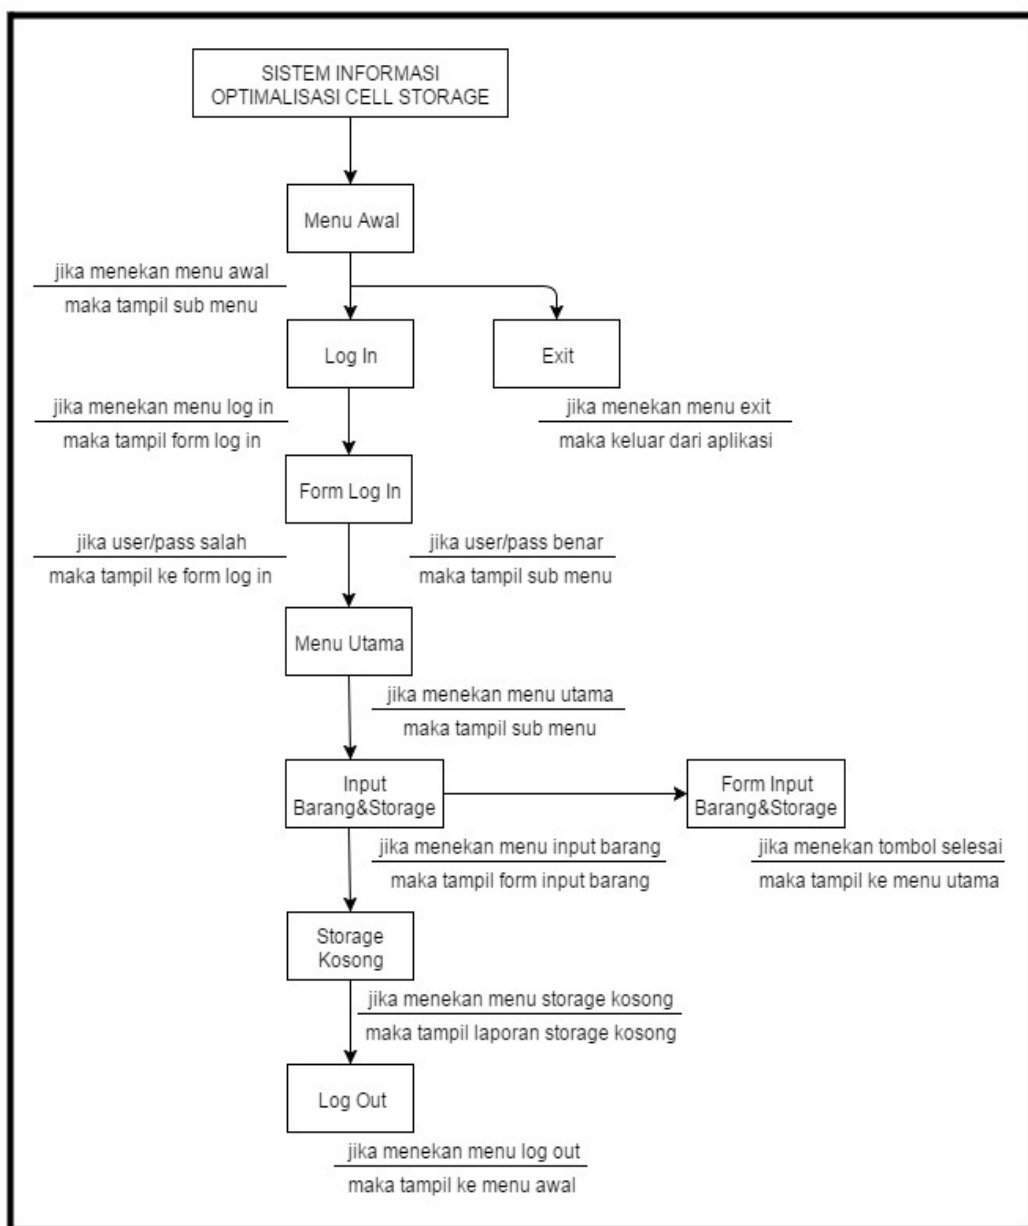 SISTEM INFORMASI
OPTIMALISASI CELL STORAGE
Menu Awal
jika menekan menu awal
maka tampil sub menu
Log In
Exit
jika menekan menu log in
maka tampil form log in
jika menekan menu exit
maka keluar dari aplikasi
Form Log In
jika user/pass salah
maka tampil ke form log in
jika user/pass benar
maka tampil sub menu
Menu Utama
jika menekan menu utama
maka tampil sub menu
Input
Barang&Storage
Form Input
Barang&Storage
jika menekan menu input barang
maka tampil form input barang
jika menekan tombol selesai
maka tampil ke menu utama
Storage
Kosong
jika menekan menu storage kosong
maka tampil laporan storage kosong
Log Out
jika menekan menu log out
maka tampil ke menu awal